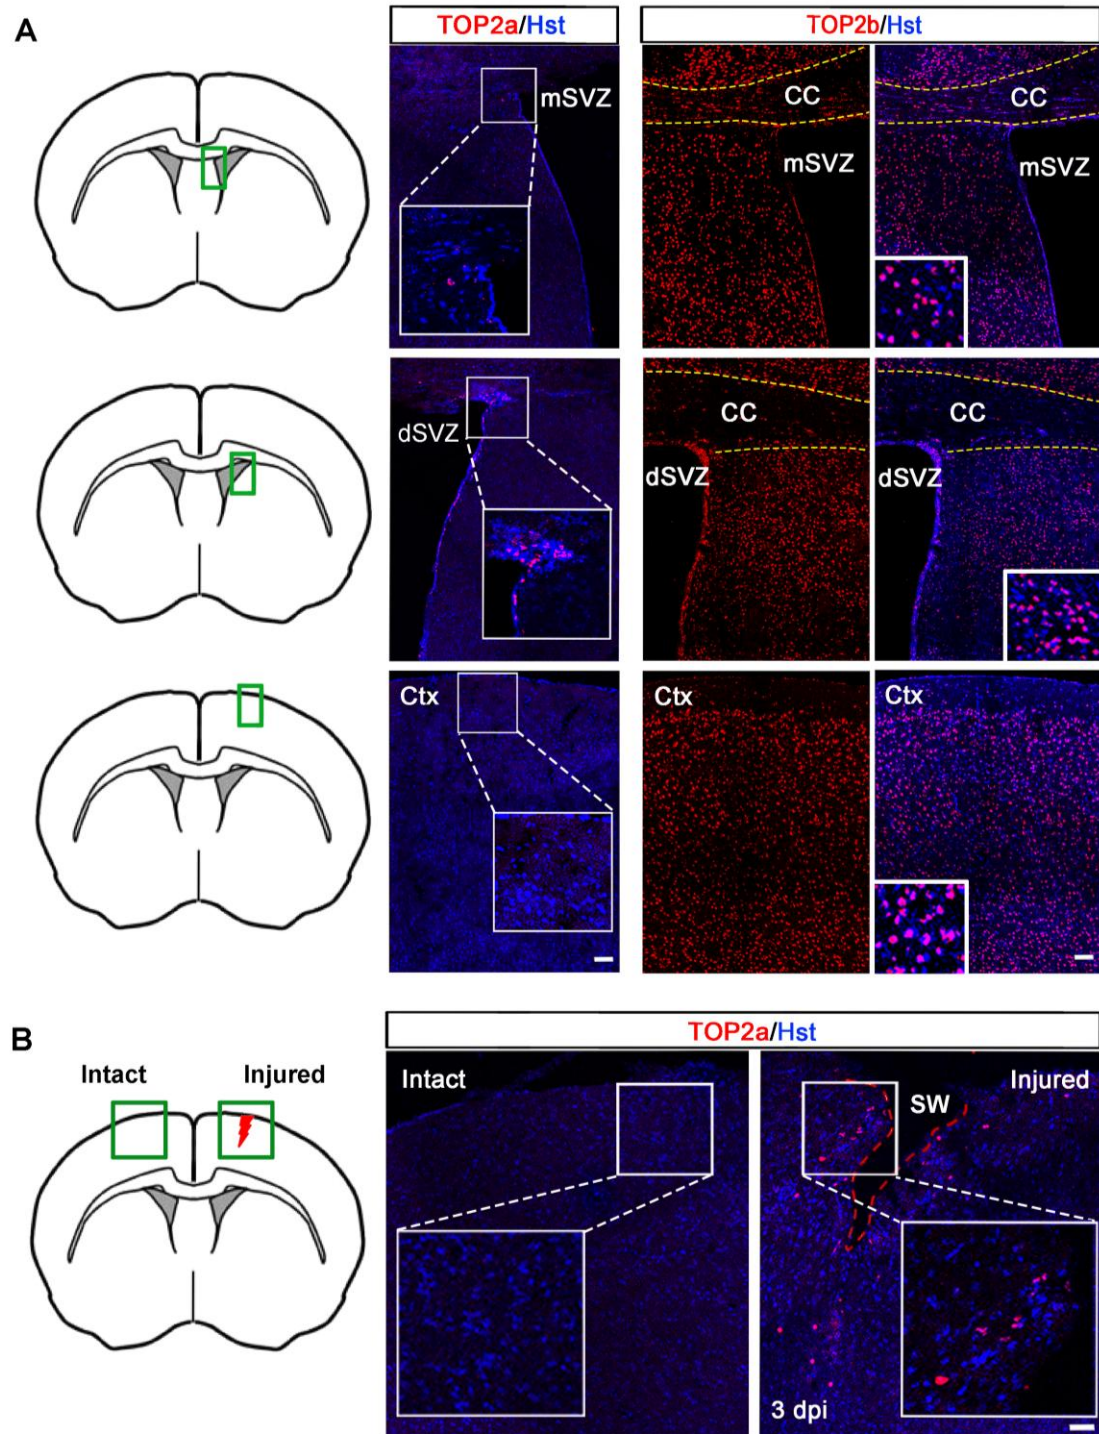 A
TOP2a/Hst
TOP2b/Hst
mSVZ
CC
mSVZ
CC
mSVZ
dSVZ
CC
dSVZ
CC
dSVZ
Ctx
Ctx
Ctx
B
TOP2a/Hst
Intact
Injured
Intact
SW
Injured
3 dpi